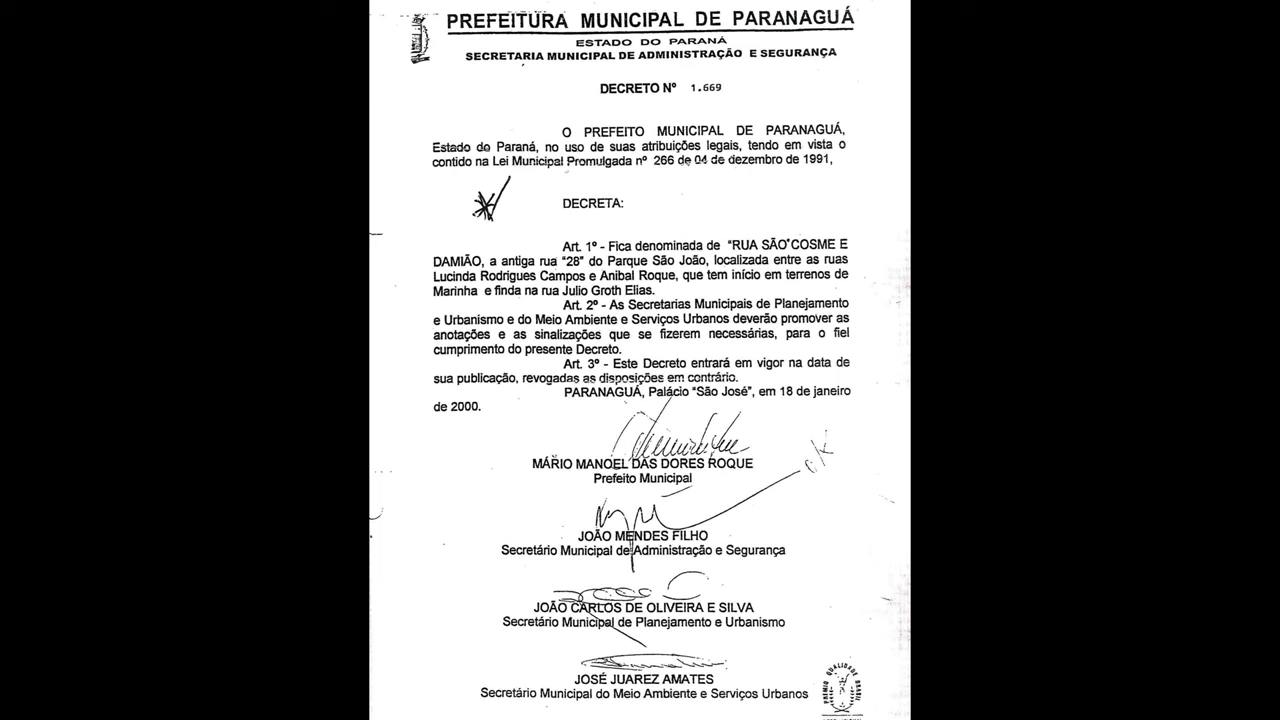 PREFEITURA MUNICIPAL DE PARANAGUÁ
ESTADO DO PARANÁ
SECRETARIA MUNICIPAL DE ADMINISTRAÇÃO E SEGURANÇA
DECRETO Nº 1.669
O PREFEITO MUNICIPAL DE PARANAGUÁ,
Estado do Paraná, no uso de suas atribuições legais, tendo em vista o
contido na Lei Municipal Promulgada nº 266 de 04 de dezembro de 1991,
DECRETA:
Art. 1º - Fica denominada de "RUA SÃO COSME E
DAMIÃO, a antiga rua "28" do Parque São João, localizada entre as ruas
Lucinda Rodrigues Campos e Anibal Roque, que tem início em terrenos de
Marinha e finda na rua Julio Groth Elias.
Art. 2º - As Secretarias Municipais de Planejamento
e Urbanismo e do Meio Ambiente e Serviços Urbanos deverão promover as
anotações e as sinalizações que se fizerem necessárias, para o fiel
cumprimento do presente Decreto.
Art. 3º - Este Decreto entrará em vigor na data de
sua publicação, revogadas as disposições em contrário.
PARANAGUÁ, Palácio "São José", em 18 de janeiro
de 2000.
MÁRIO MANOEL DAS DORES ROQUE
Prefeito Municipal
OK
JOÃO MENDES FILHO
Secretário Municipal de Administração e Segurança
JOÃO CARLOS DE OLIVEIRA E SILVA
Secretário Municipal de Planejamento e Urbanismo
JOSÉ JUAREZ AMATES
Secretário Municipal do Meio Ambiente e Serviços Urbanos
PRÊMIO QUALIDADE BRASIL